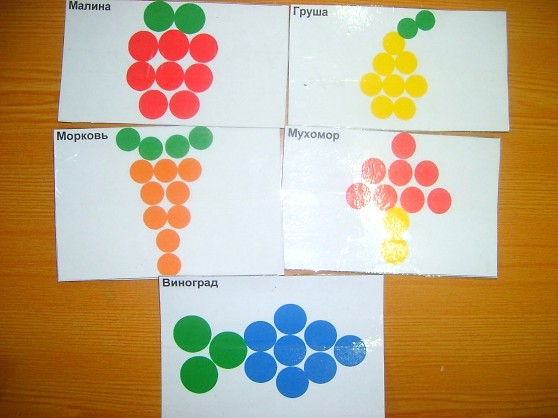 Малина
Груша
Морковь
Мухомор
Виноград